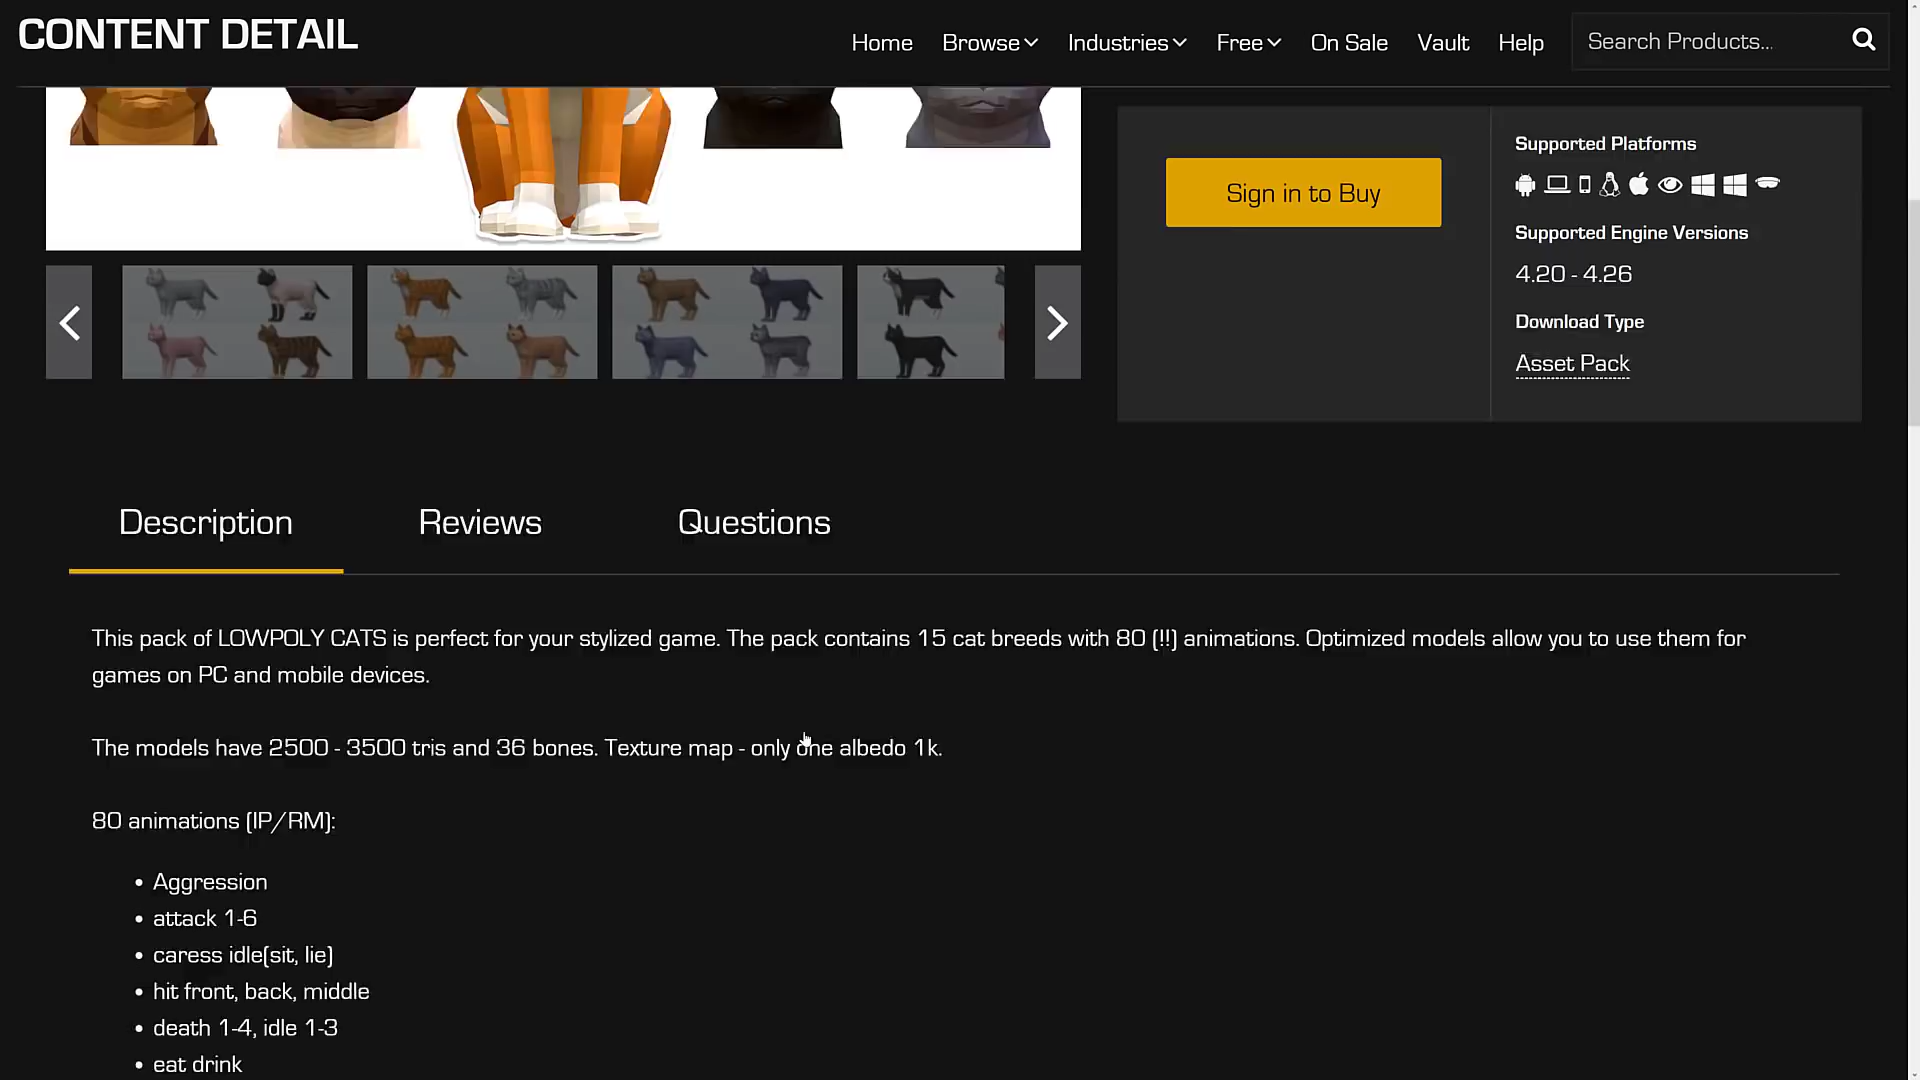 CONTENT DETAIL
Home Browse Industries Free On Sale Vault Help Search Products...
Sign in to Buy
Supported Platforms
Supported Engine Versions
4.20 - 4.26
Download Type
Asset Pack
Description Reviews Questions
This pack of LOWPOLY CATS is perfect for your stylized game. The pack contains 15 cat breeds with 80 (!!) animations. Optimized models allow you to use them for
games on PC and mobile devices.
The models have 2500 - 3500 tris and 36 bones. Texture map - only one albedo 1k.
80 animations (IP/RM):
• Aggression
• attack 1-6
• caress idle(sit, lie)
• hit front, back, middle
• death 1-4, idle 1-3
• eat drink